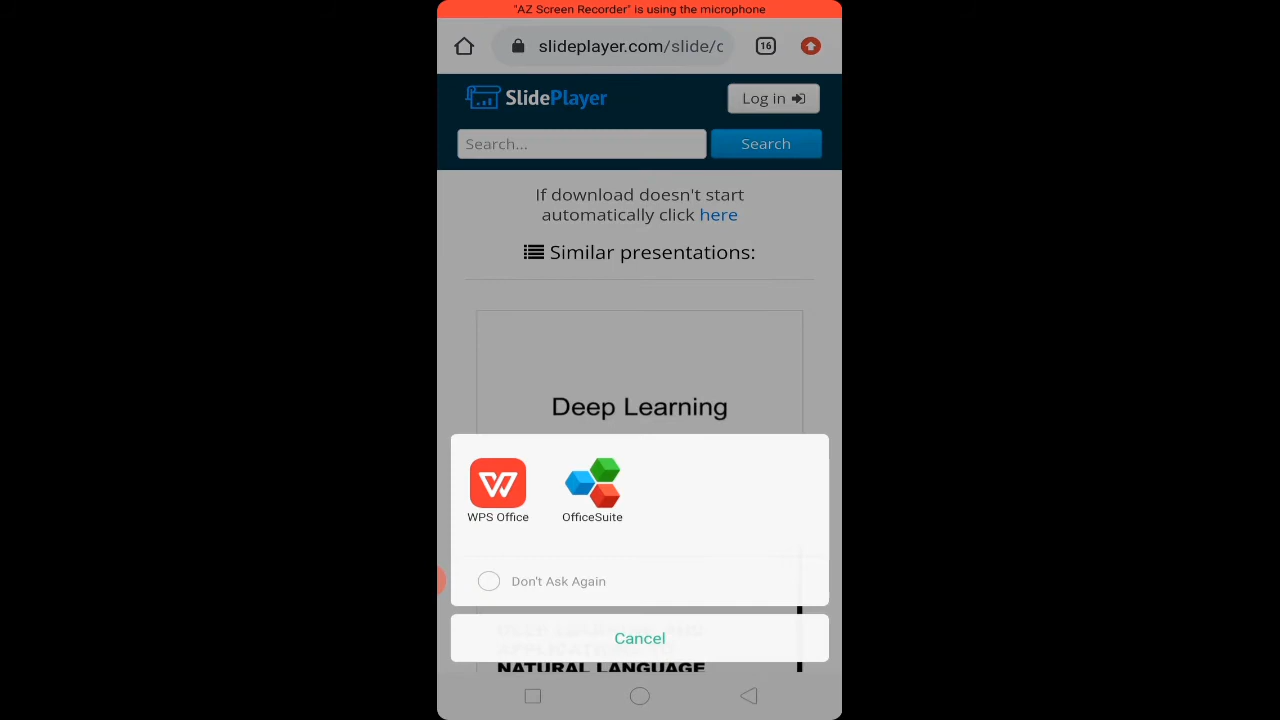 "AZ Screen Recorder" is using the microphone
slideplayer.com/slide/c
16
SlidePlayer
Log in
Search...
Search
If download doesn't start
automatically click here
Similar presentations:
Deep Learning
WPS Office
OfficeSuite
Don't Ask Again
Cancel
NATURAL LANGUAGE